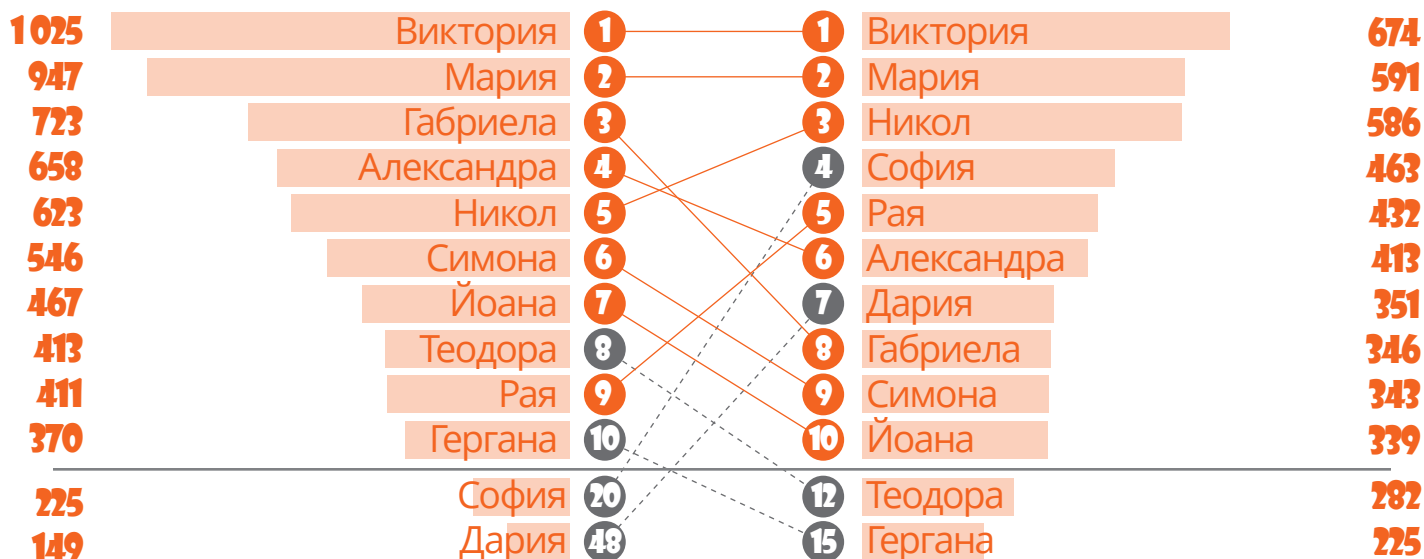 1 025 Виктория 1 1 Виктория 674
947 Мария 2 2 Мария 591
723 Габриела 3 3 Никол 586
658 Александра 4 4 София 463
623 Никол 5 5 Рая 432
546 Симона 6 6 Александра 413
467 Йоана 7 7 Дария 351
413 Теодора 8 8 Габриела 346
411 Рая 9 9 Симона 343
370 Гергана 10 10 Йоана 339
225 София 20 12 Теодора 282
149 Дария 48 15 Гергана 225